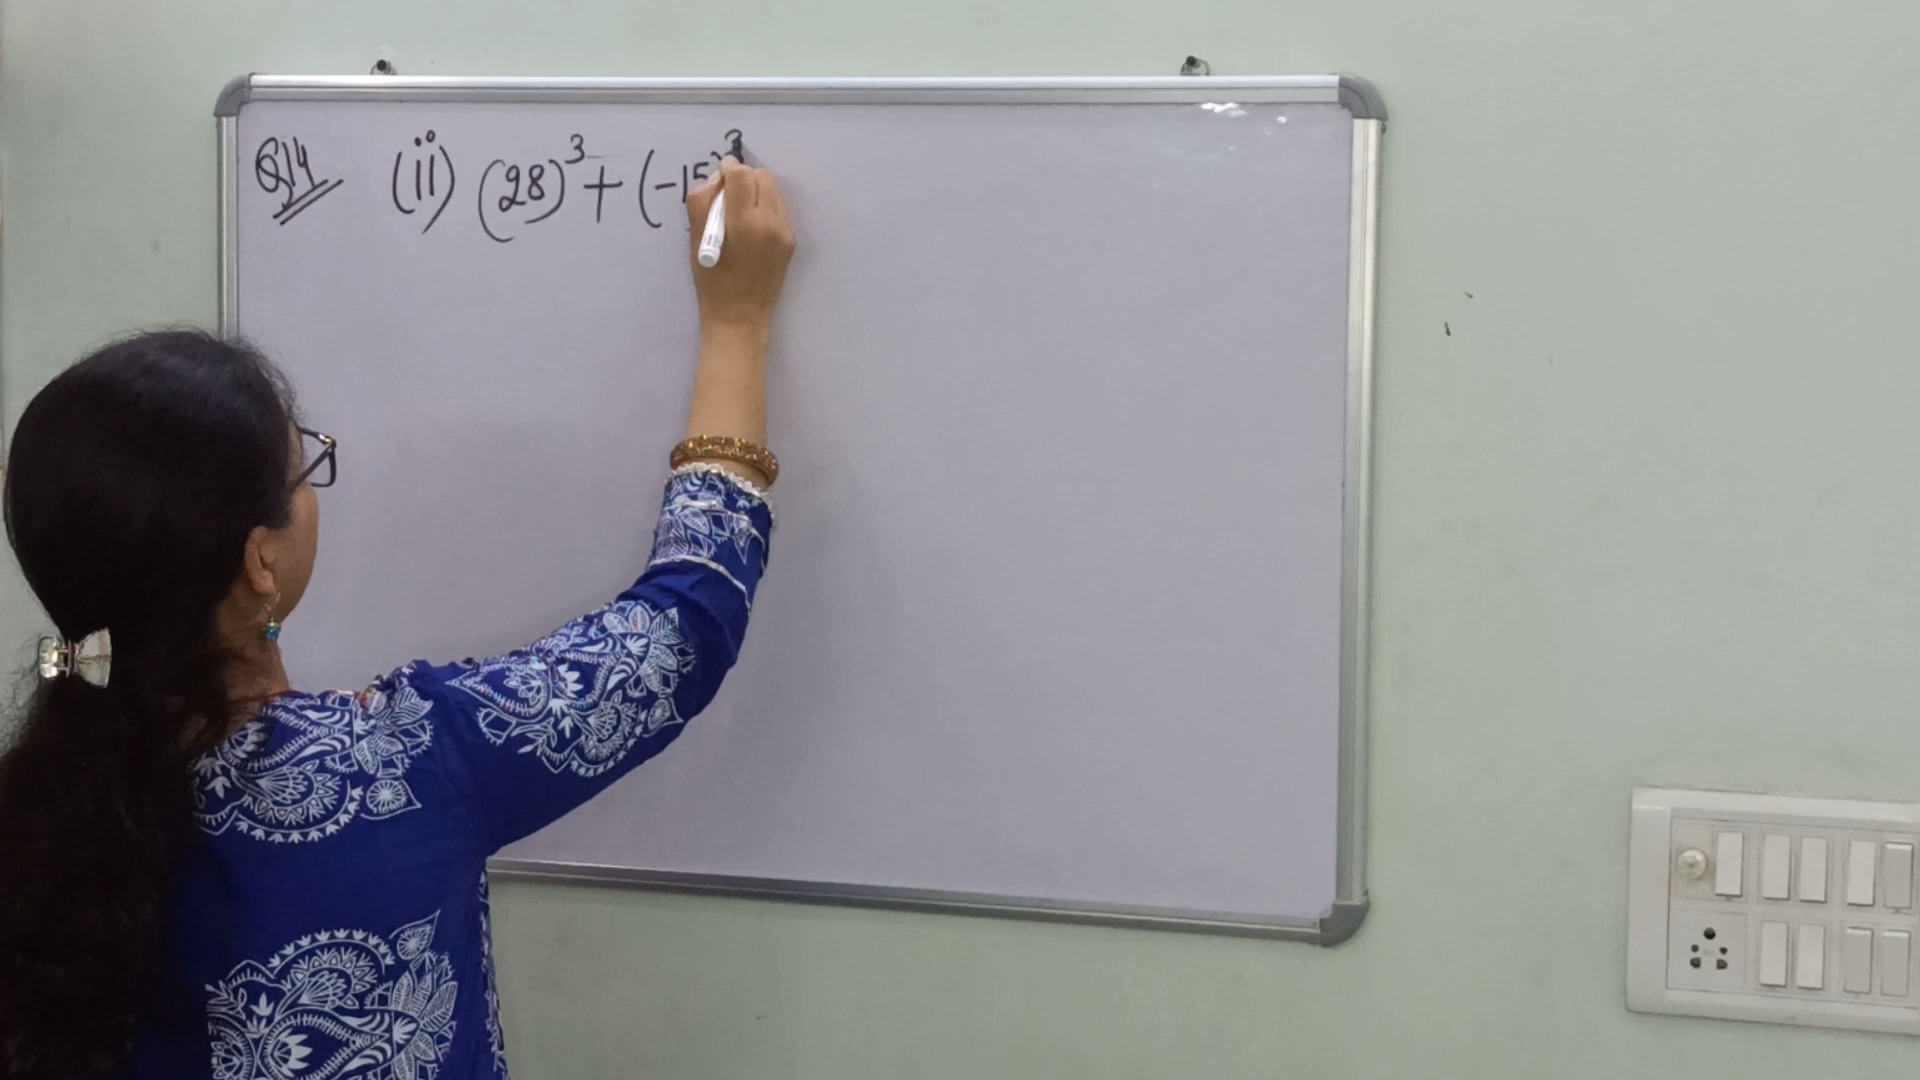 Q14 (ii) (28)³ + (-15)³